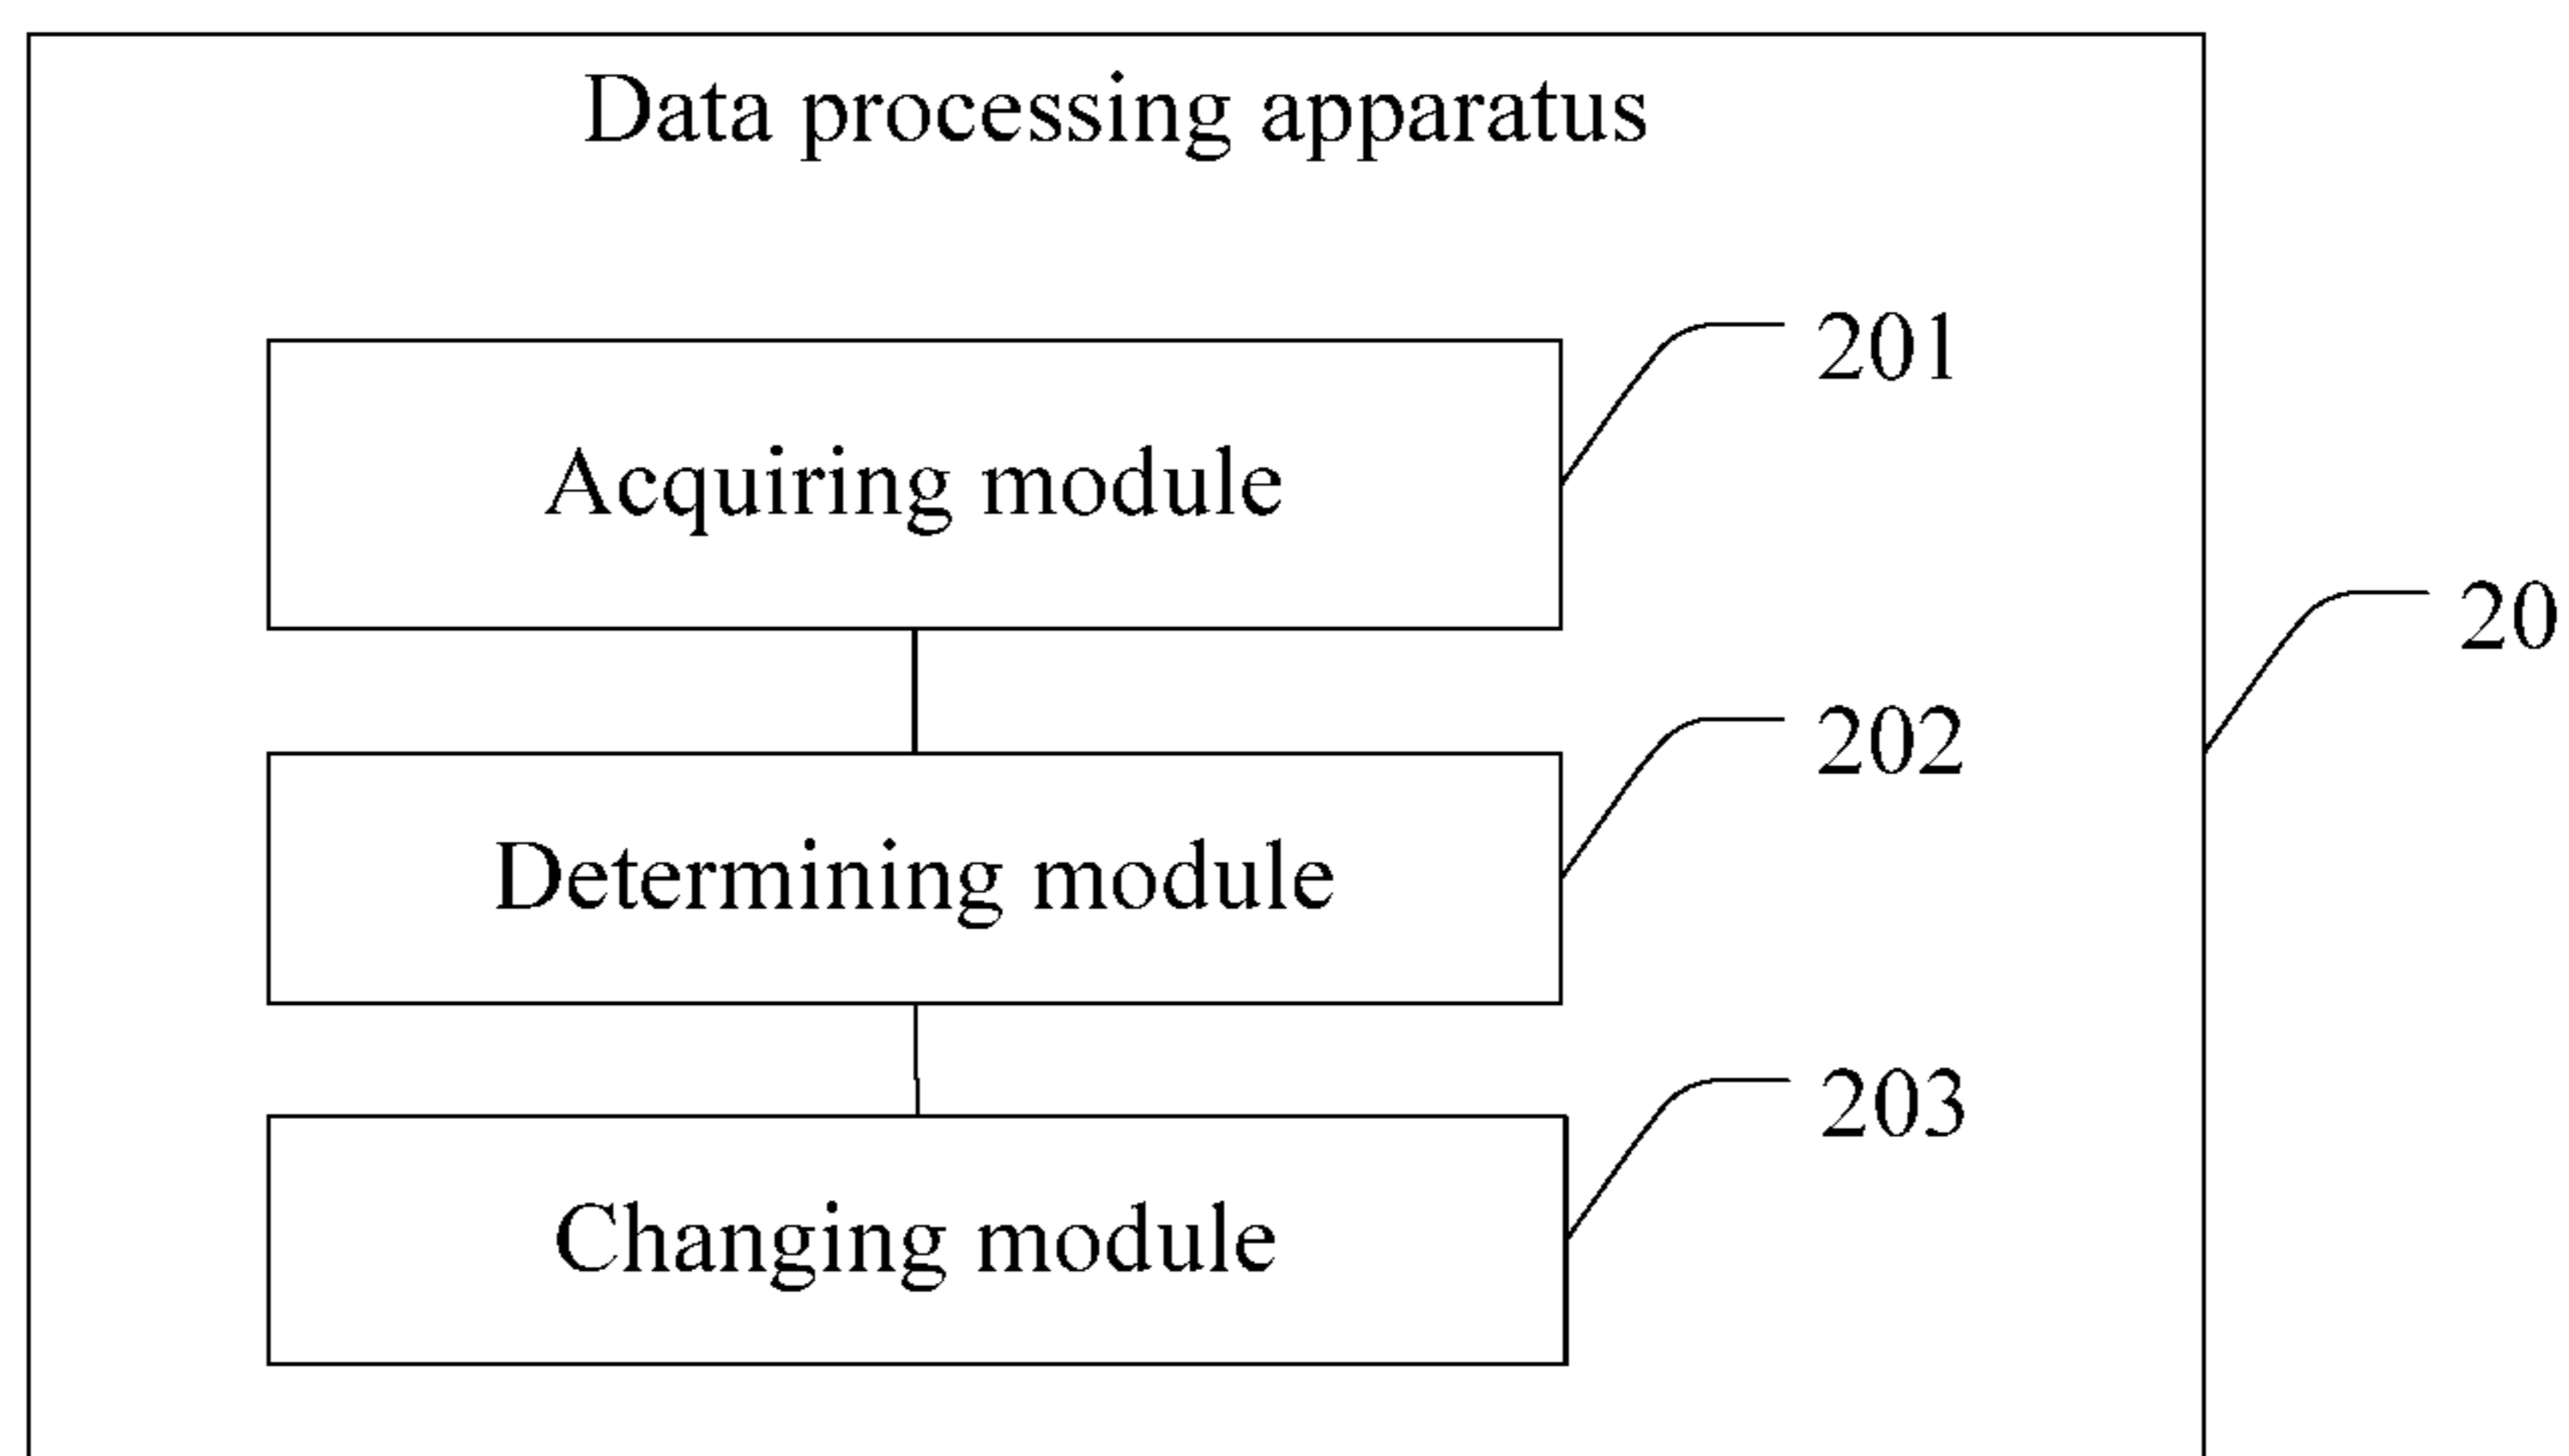 Data processing apparatus
201
Acquiring module
20
202
Determining module
203
Changing module